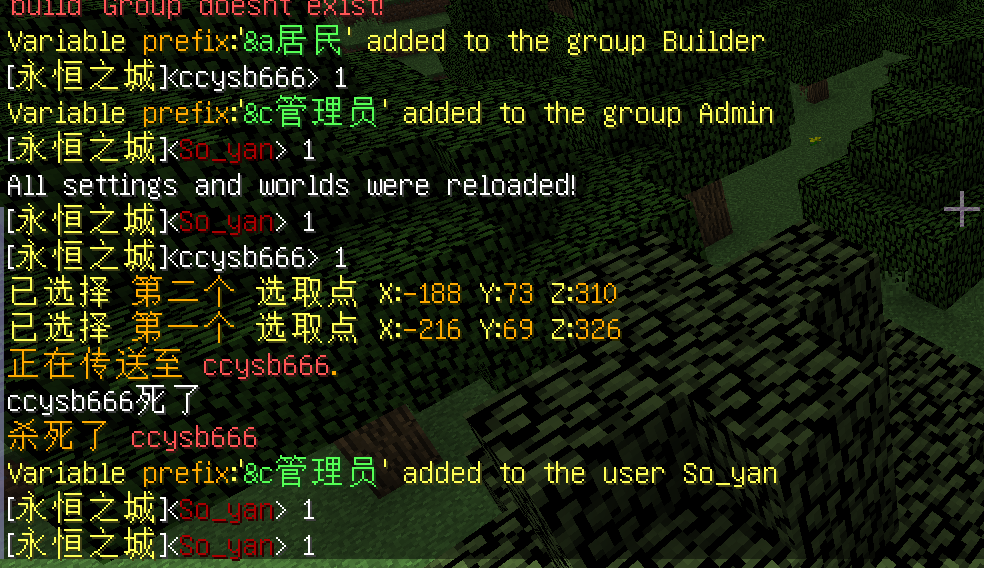 build' Group doesnt exist!
Variable prefix:'&a居民' added to the group Builder
[永恒之城]<ccysb666> 1
Variable prefix:'&c管理员' added to the group Admin
[永恒之城]<So_yan> 1
All settings and worlds were reloaded!
[永恒之城]<So_yan> 1
[永恒之城]<ccysb666> 1
已选择 第二个 选取点 X:-188 Y:73 Z:310
已选择 第一个 选取点 X:-216 Y:69 Z:326
正在传送至 ccysb666.
ccysb666死了
杀死了 ccysb666
Variable prefix:'&c管理员' added to the user So_yan
[永恒之城]<So_yan> 1
[永恒之城]<So_yan> 1